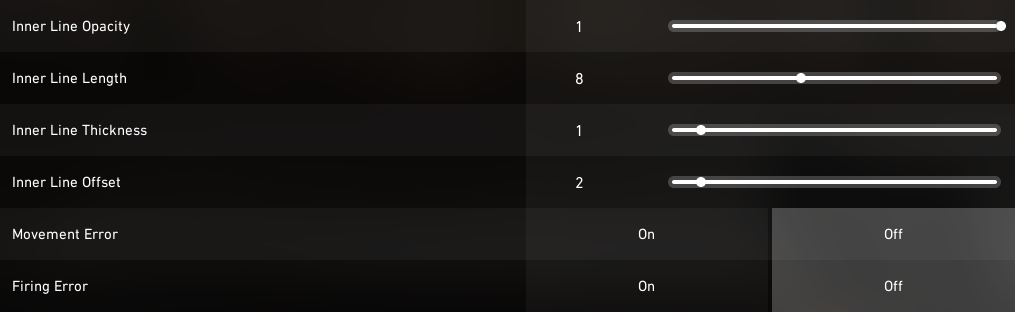 Inner Line Opacity 1
Inner Line Length 8
Inner Line Thickness 1
Inner Line Offset 2
Movement Error On Off
Firing Error On Off